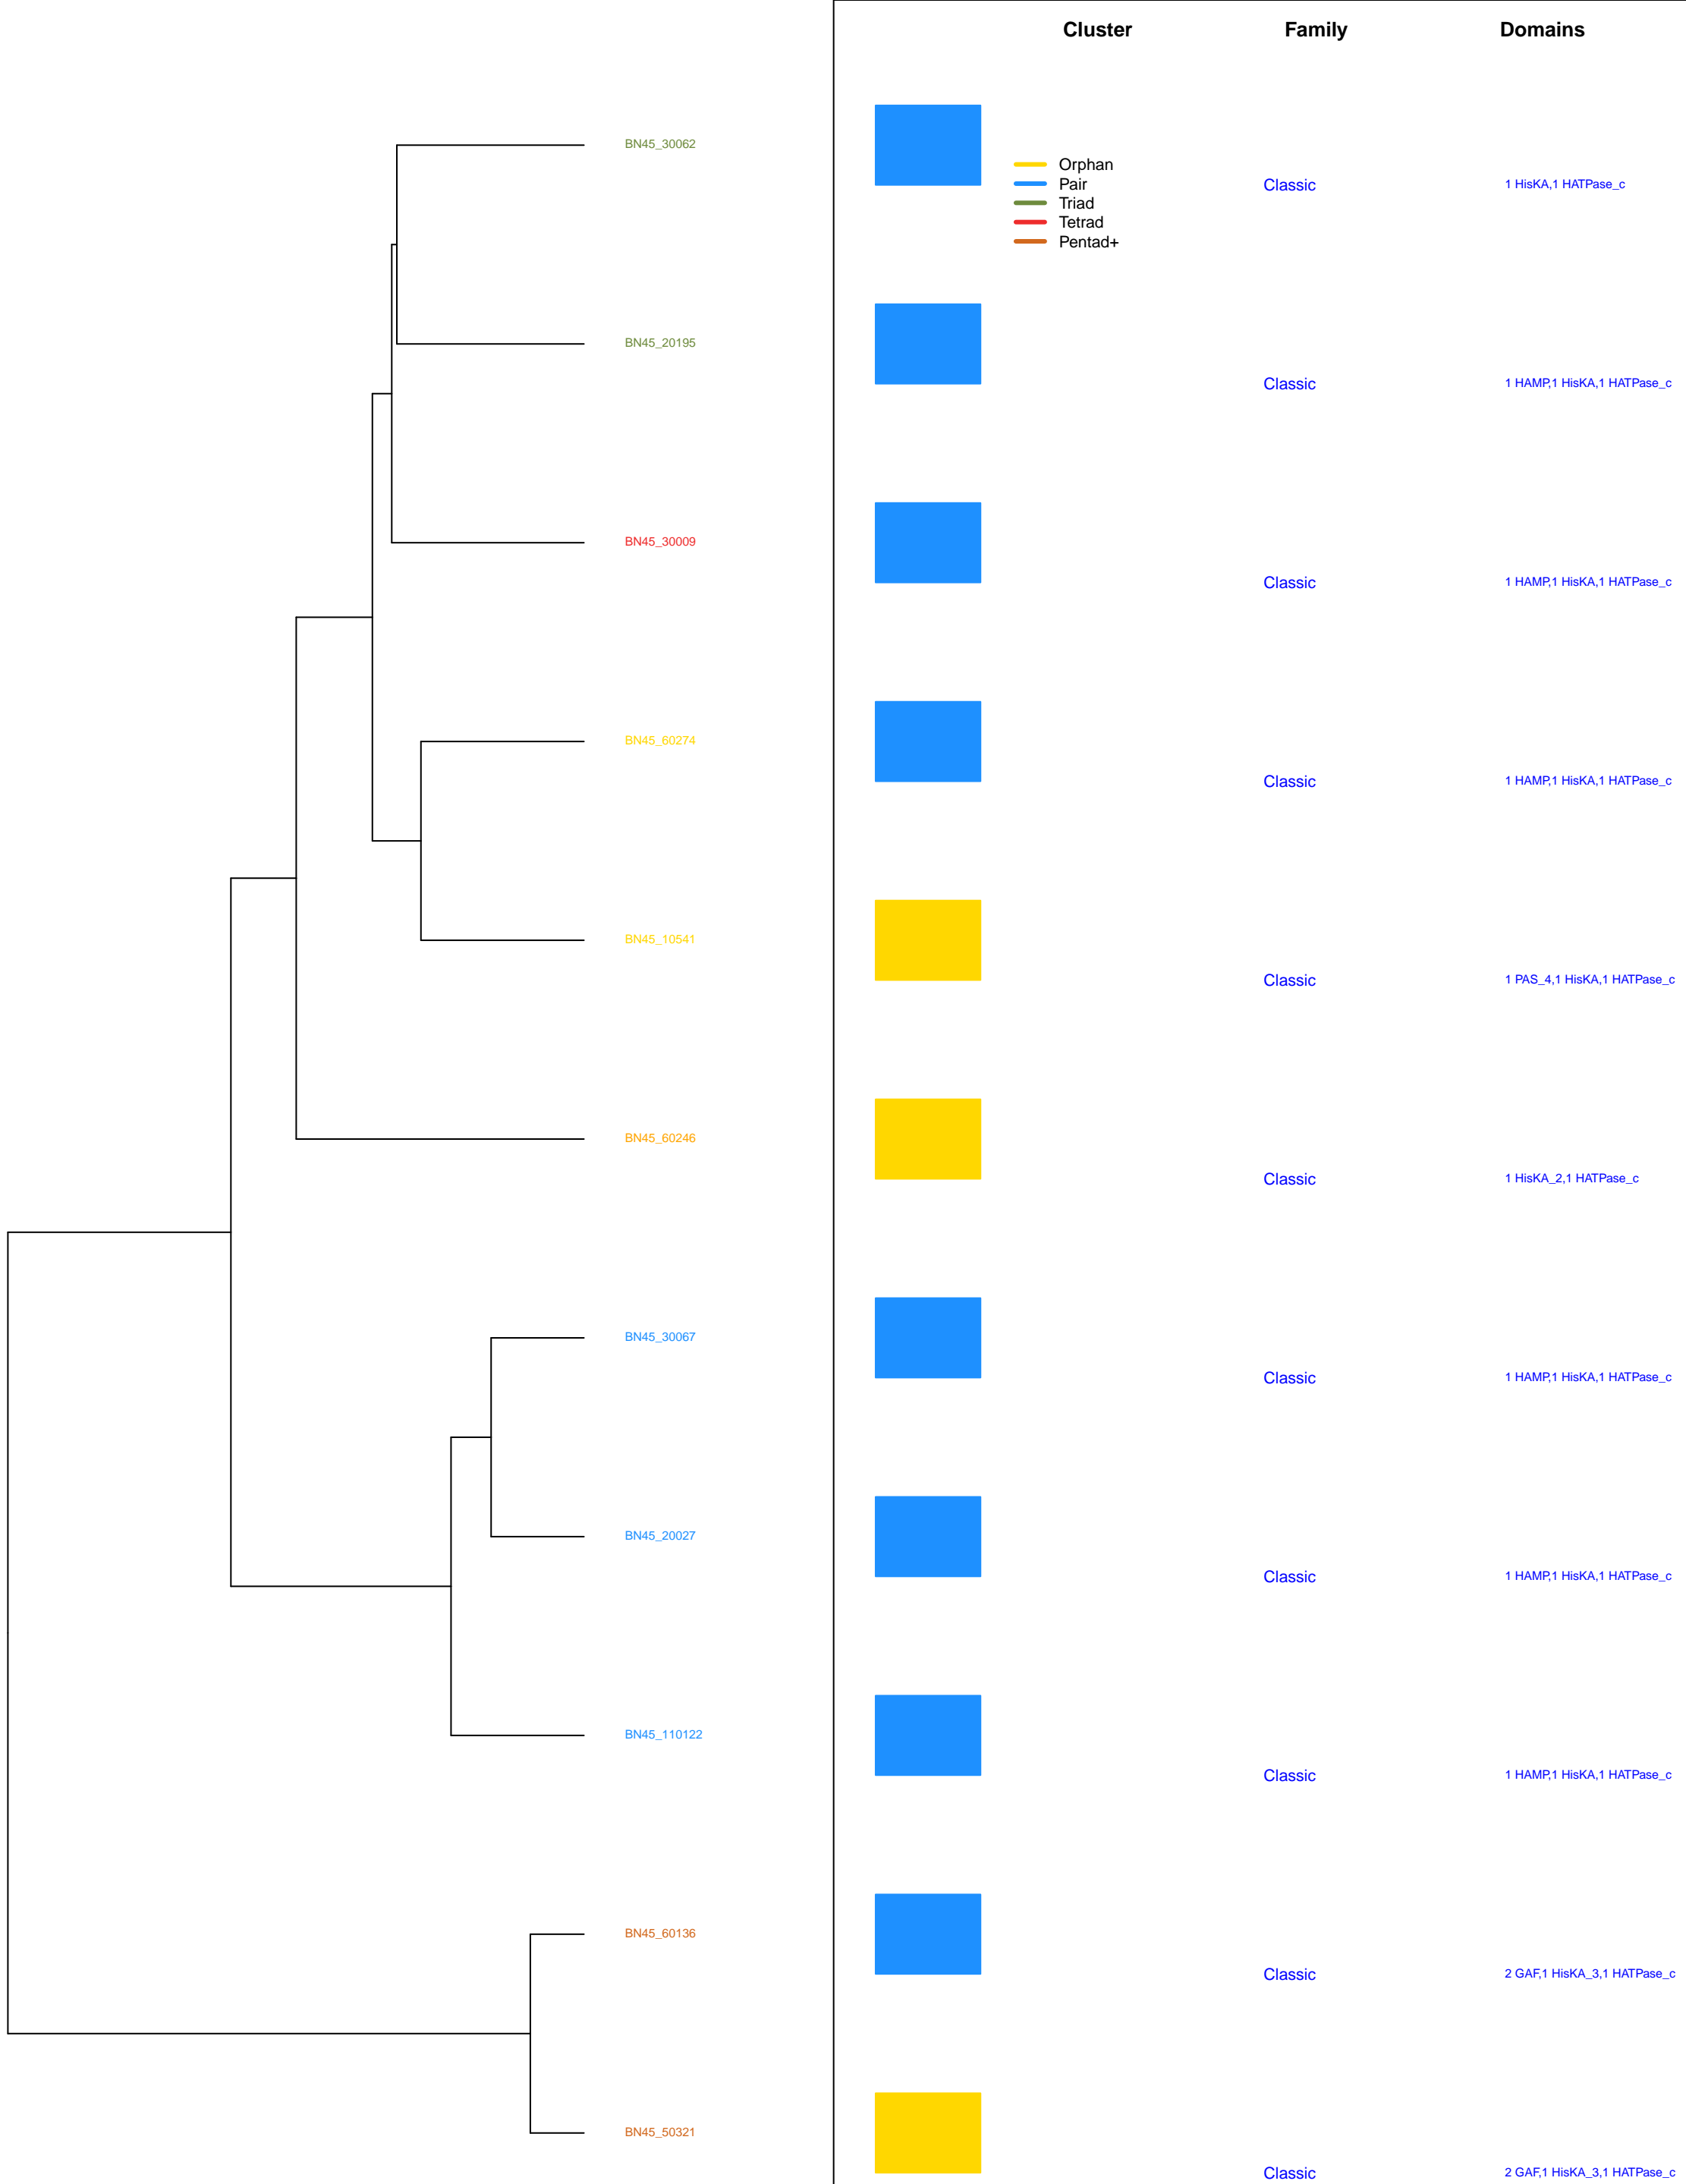 Cluster Family Domains
BN45_30062
Orphan
Pair
Triad
Tetrad
Pentad+
Classic 1 HisKA,1 HATPase_c
BN45_20195
Classic 1 HAMP,1 HisKA,1 HATPase_c
BN45_30009
Classic 1 HAMP,1 HisKA,1 HATPase_c
BN45_60274
Classic 1 HAMP,1 HisKA,1 HATPase_c
BN45_10541
Classic 1 PAS_4,1 HisKA,1 HATPase_c
BN45_60246
Classic 1 HisKA_2,1 HATPase_c
BN45_30067
Classic 1 HAMP,1 HisKA,1 HATPase_c
BN45_20027
Classic 1 HAMP,1 HisKA,1 HATPase_c
BN45_110122
Classic 1 HAMP,1 HisKA,1 HATPase_c
BN45_60136
Classic 2 GAF,1 HisKA_3,1 HATPase_c
BN45_50321
Classic 2 GAF,1 HisKA_3,1 HATPase_c